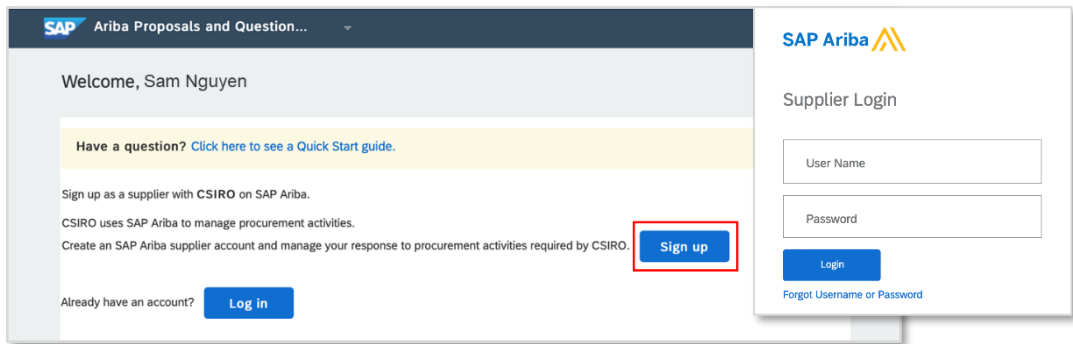 SAP Ariba Proposals and Question...
Welcome, Sam Nguyen
Have a question? Click here to see a Quick Start guide.
Sign up as a supplier with CSIRO on SAP Ariba.
CSIRO uses SAP Ariba to manage procurement activities.
Create an SAP Ariba supplier account and manage your response to procurement activities required by CSIRO.
Sign up
Already have an account?
Log in
SAP Ariba
Supplier Login
User Name
Password
Login
Forgot Username or Password